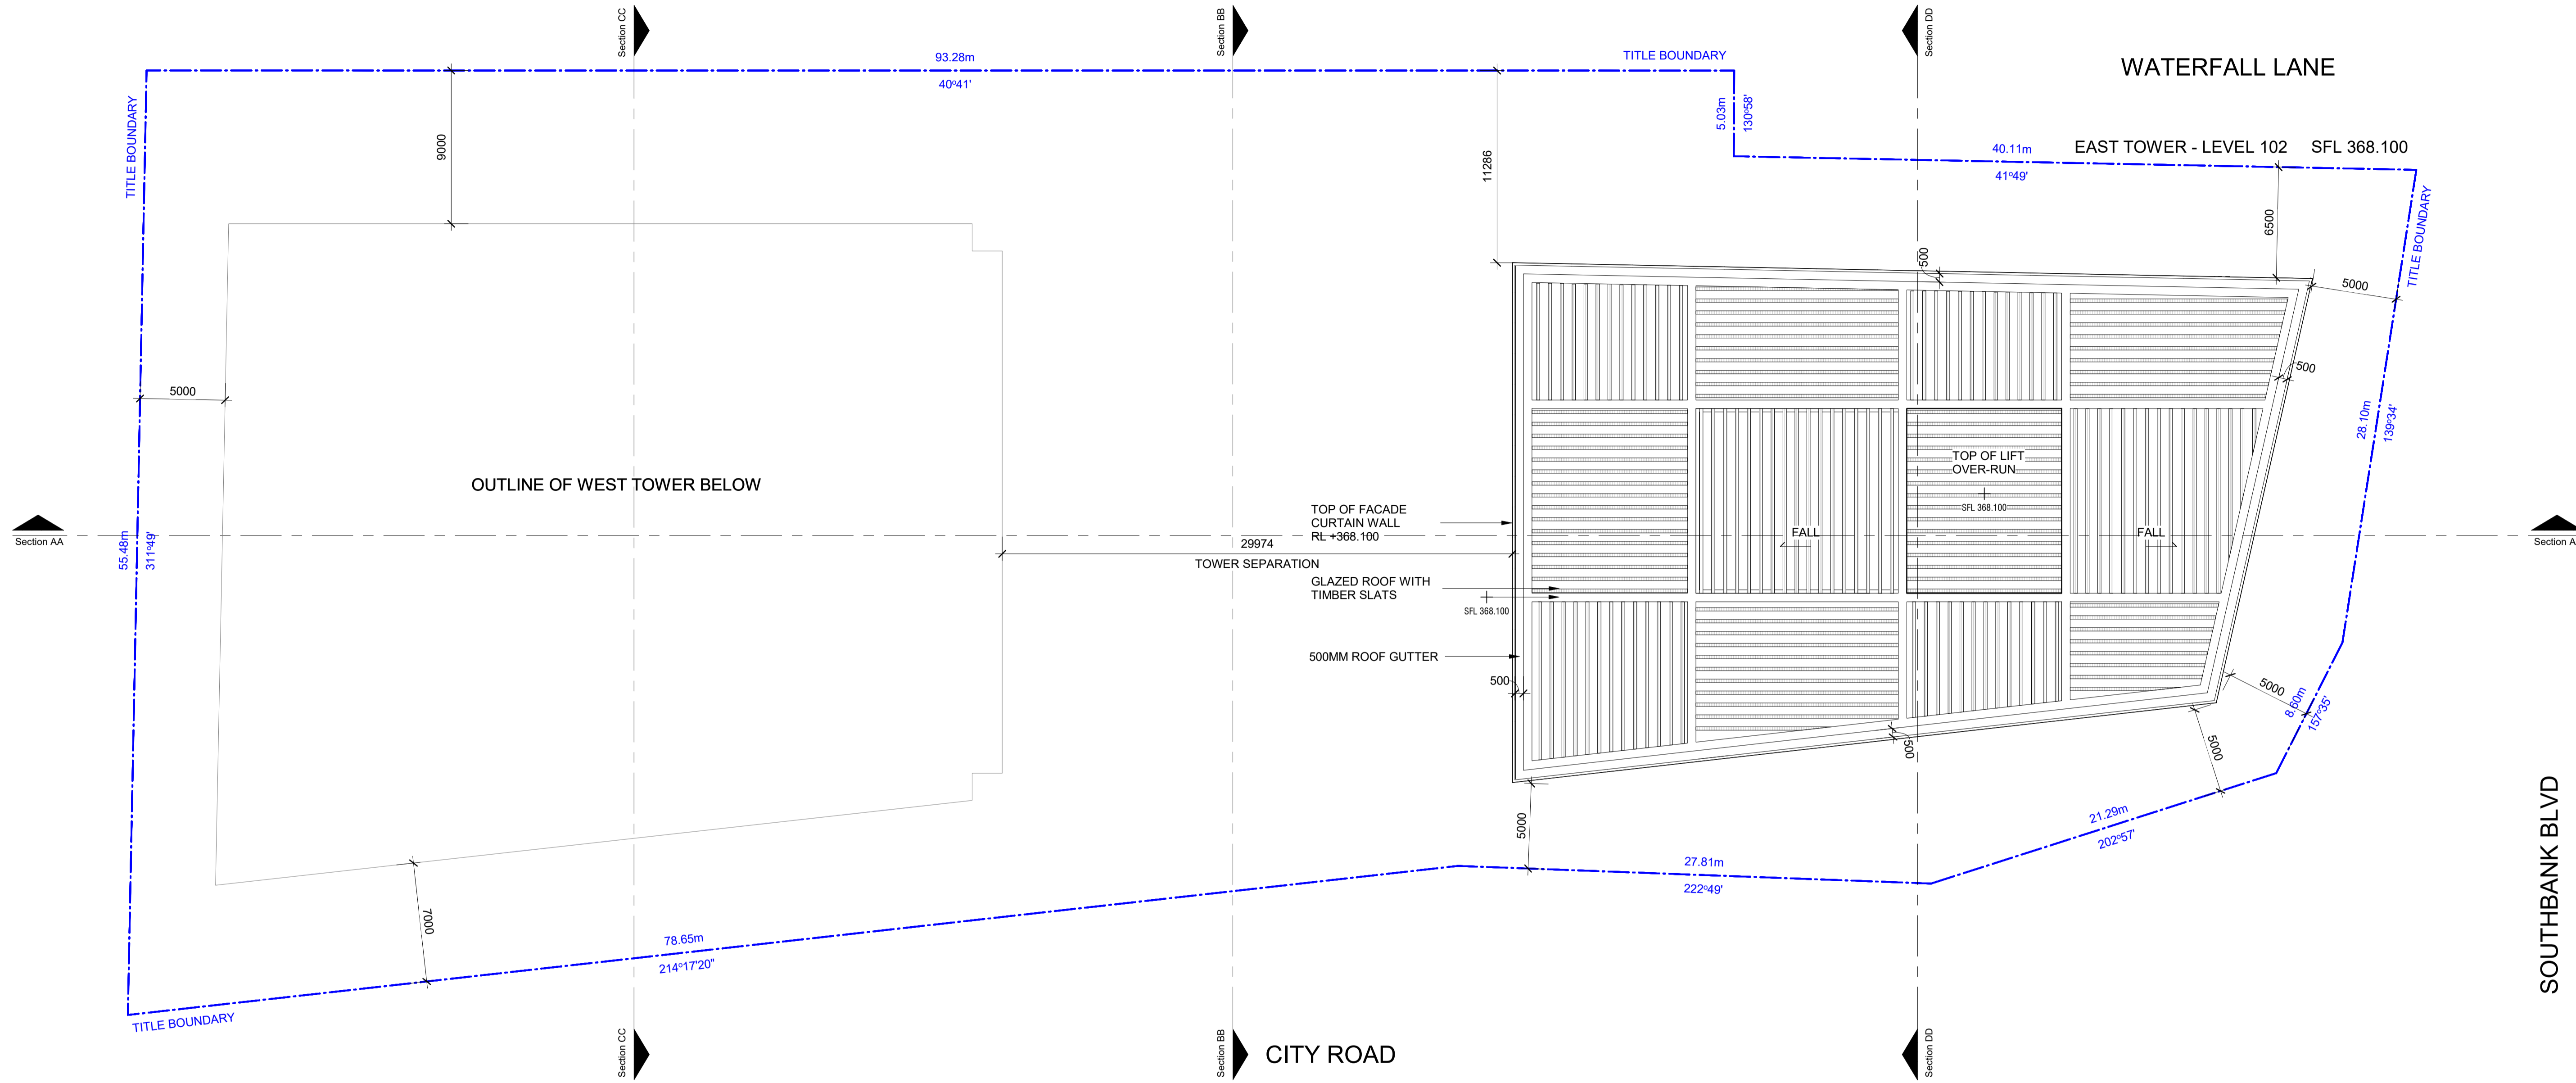 Section CC
Section BB
Section DD
93.28m
40°41'
TITLE BOUNDARY
WATERFALL LANE
TITLE BOUNDARY
5.03m
130°58'
9000
11286
40.11m
41°49'
EAST TOWER - LEVEL 102 SFL 368.100
6500
TITLE BOUNDARY
500
5000
500
5000
28.10m
139°34'
OUTLINE OF WEST TOWER BELOW
TOP OF LIFT
OVER-RUN
SFL 368.100
TOP OF FACADE
CURTAIN WALL
RL +368.100
FALL
FALL
Section AA
Section A
55.48m
311°49'
29974
TOWER SEPARATION
GLAZED ROOF WITH
TIMBER SLATS
SFL 368.100
500MM ROOF GUTTER
500
5000
8.60m
157°35'
500
5000
5000
21.29m
202°57'
27.81m
222°49'
7000
78.65m
214°17'20"
TITLE BOUNDARY
SOUTHBANK BLVD
Section CC
Section BB
CITY ROAD
Section DD